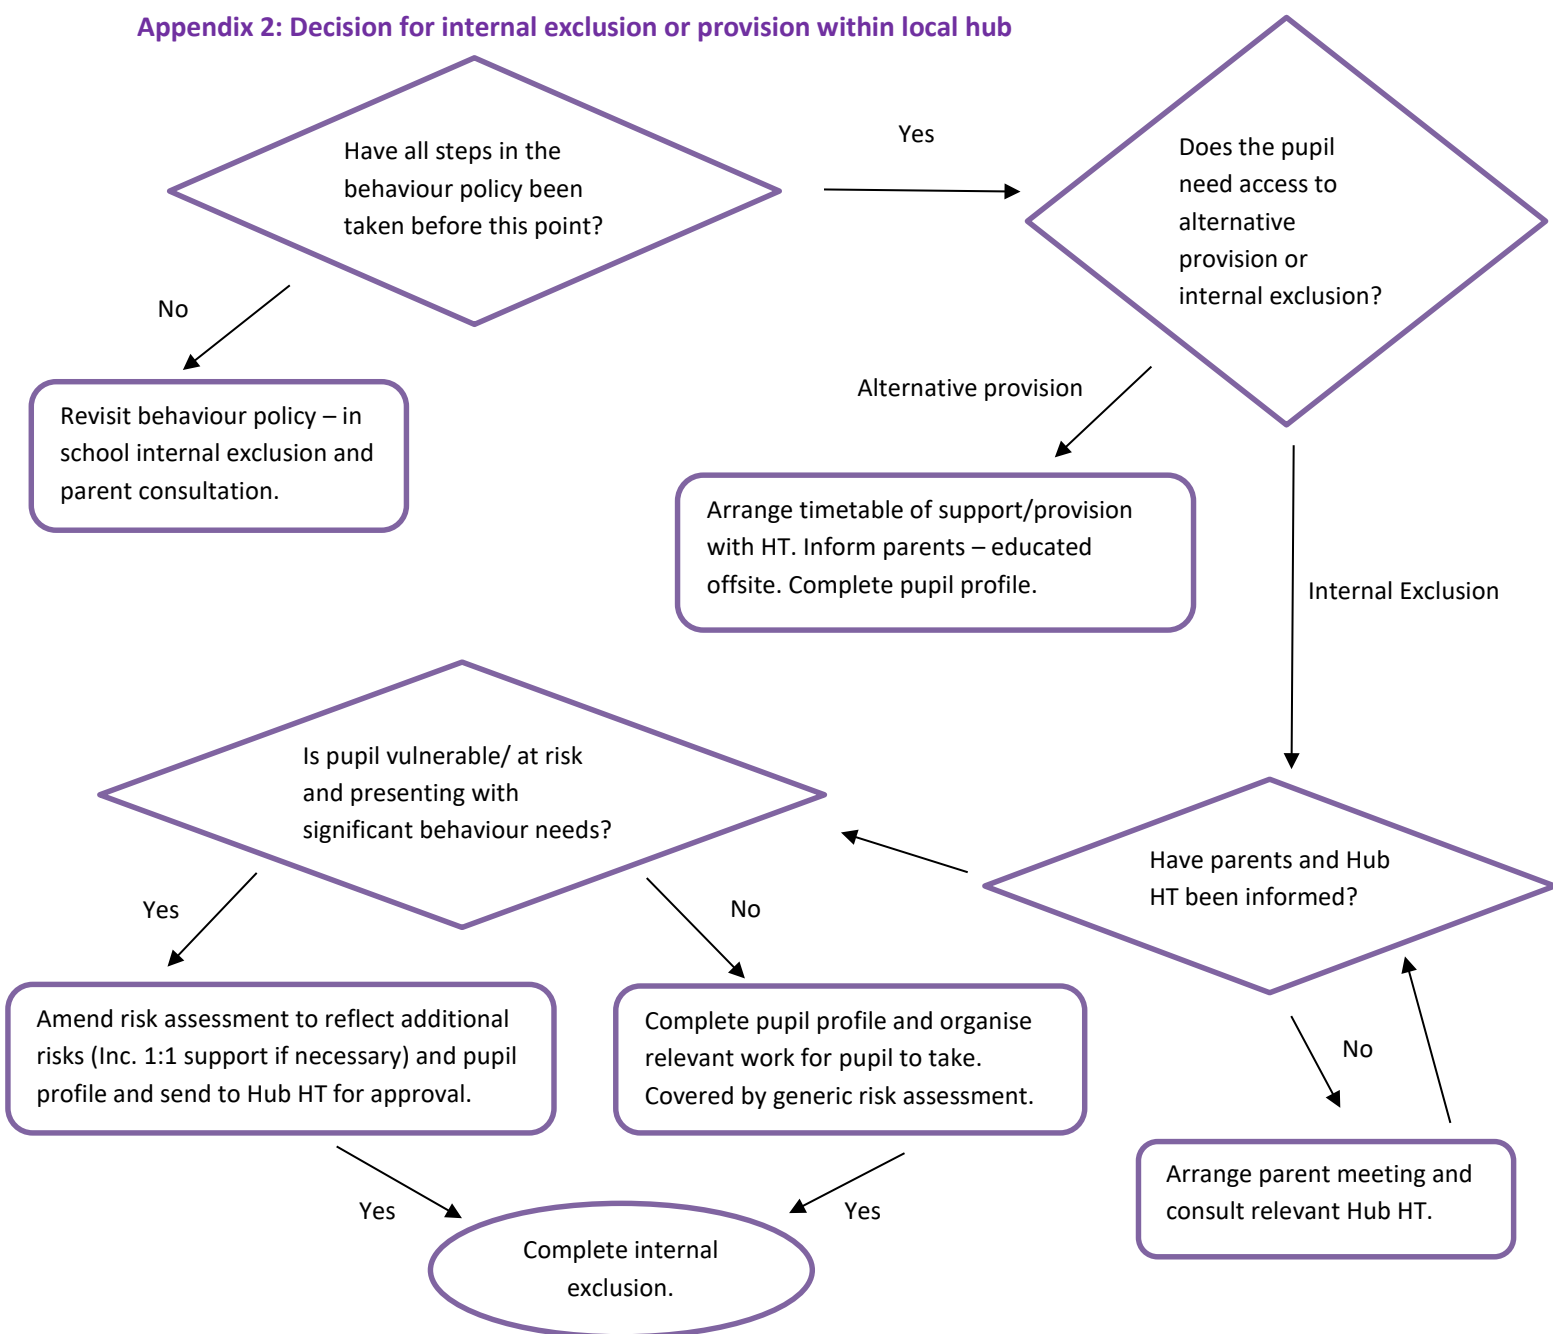 Appendix 2: Decision for internal exclusion or provision within local hub
Have all steps in the
behaviour policy been
taken before this point?
Yes
Does the pupil
need access to
alternative
provision or
internal exclusion?
No
Revisit behaviour policy – in
school internal exclusion and
parent consultation.
Alternative provision
Arrange timetable of support/provision
with HT. Inform parents – educated
offsite. Complete pupil profile.
Internal Exclusion
Have parents and Hub
HT been informed?
No
Arrange parent meeting and
consult relevant Hub HT.
Is pupil vulnerable/ at risk
and presenting with
significant behaviour needs?
Yes
No
Amend risk assessment to reflect additional
risks (Inc. 1:1 support if necessary) and pupil
profile and send to Hub HT for approval.
Complete pupil profile and organise
relevant work for pupil to take.
Covered by generic risk assessment.
Yes
Yes
Complete internal
exclusion.